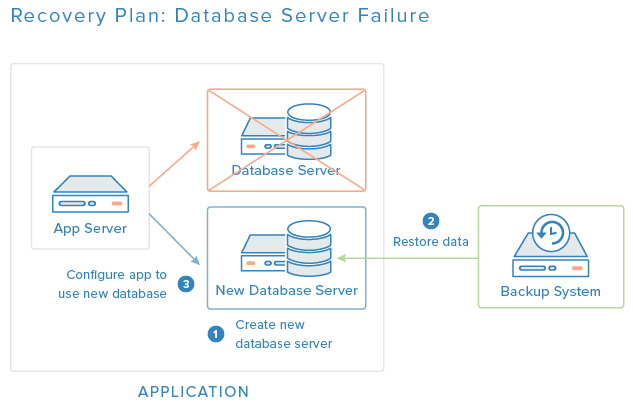 Recovery Plan: Database Server Failure
Database Server
App Server
2
Restore data
Configure app to
use new database
3
New Database Server
Backup System
1
Create new
database server
APPLICATION